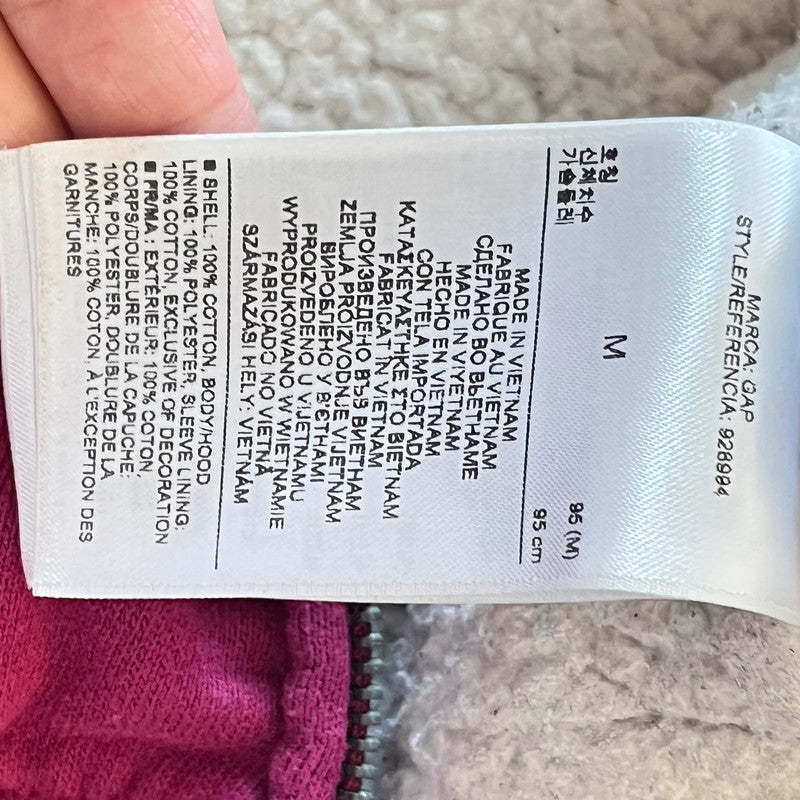 MARCA: GAP
STYLE/REFERENCIA: 928984
M
호칭 95 (M)
신체치수
가슴둘레 95 cm
MADE IN VIETNAM
FABRIQUE AU VIETNAM
СДЕЛАНО ВО ВЬЕТНАМЕ
MADE IN VIYETNAM
HECHO EN VIETNAM
CON TELA IMPORTADA
ΚΑΤΑΣΚΕΥΑΣΤΗΚΕ ΣΤΟ ΒΙΕΤΝΑΜ
FABRICAT IN VIETNAM
ПРОИЗВЕДЕНО ВЪВ ВИЕТНАМ
ZEMLJA PROIZVODNJE VIJETNAM
ВИРОБЛЕНО У В'ЄТНАМІ
PROIZVEDENO U VIJETNAMU
WYPRODUKOWANO W WIETNAMIE
FABRICADO NO VIETNÃ
SZÁRMAZÁSI HELY: VIETNÁM
■ SHELL: 100% COTTON, BODY/HOOD
LINING: 100% POLYESTER, SLEEVE LINING:
100% COTTON, EXCLUSIVE OF DECORATION
■ PRIMA : EXTÉRIEUR: 100% COTON,
CORPS/DOUBLURE DE LA CAPUCHE:
100% POLYESTER, DOUBLURE DE LA
MANCHE: 100% COTON, À L'EXCEPTION DES
GARNITURES